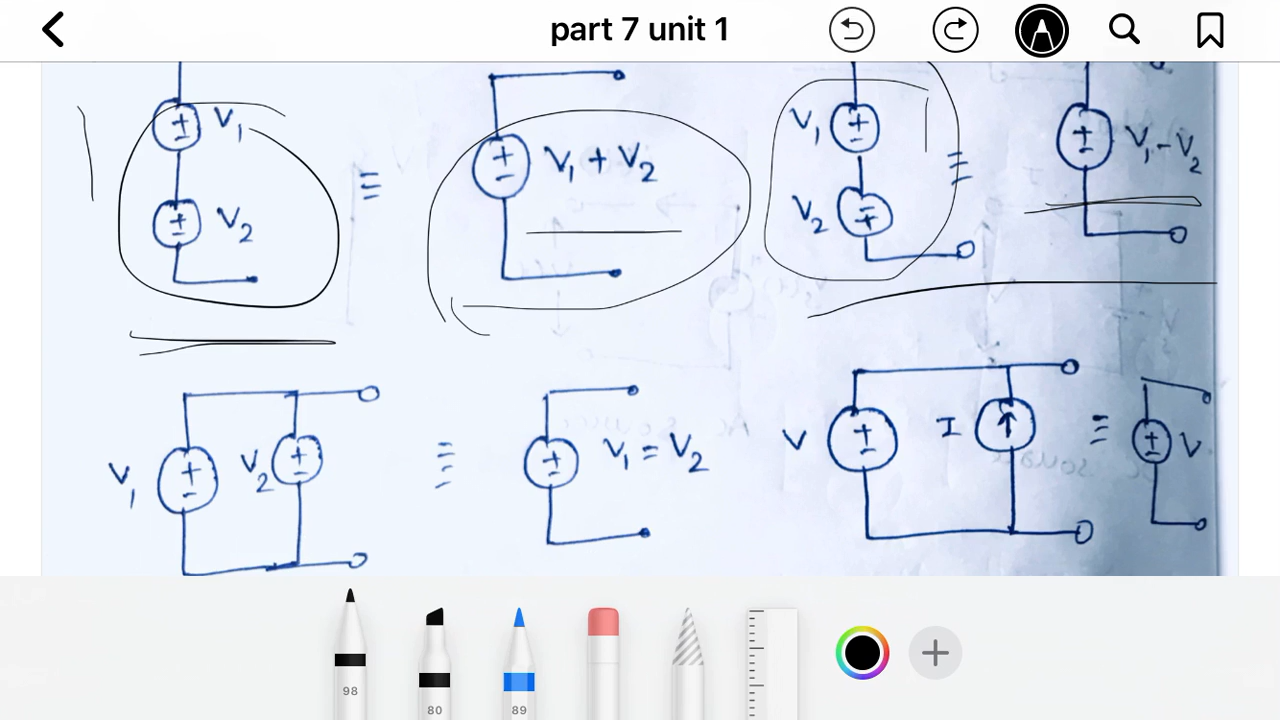 part 7 unit 1
V₁
V₂
≡
V₁ + V₂
V₁
V₂
≡
V₁ - V₂
V₁
V₂
≡
V₁ = V₂
V
I
≡
V
98
80
89